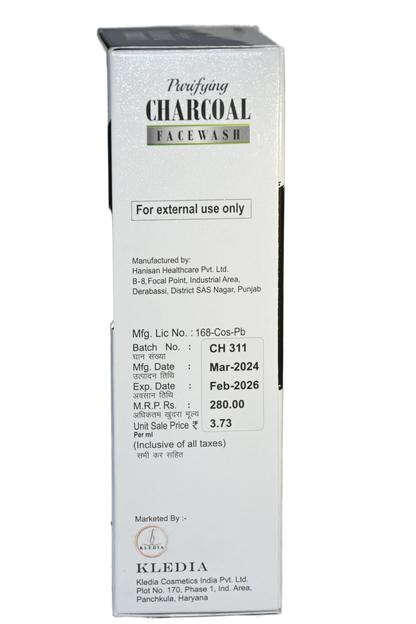 Purifying
CHARCOAL
FACEWASH
For external use only
Manufactured by:
Hanisan Healthcare Pvt. Ltd.
B-8,Focal Point, Industrial Area,
Derabassi, District SAS Nagar, Punjab
Mfg. Lic No. : 168-Cos-Pb
Batch No. : CH 311
घान संख्या
Mfg. Date : Mar-2024
उत्पादन तिथि
Exp. Date : Feb-2026
अवसान तिथि
M.R.P. Rs. : 280.00
अधिकतम खुदरा मूल्य
Unit Sale Price ₹ 3.73
Per ml
(Inclusive of all taxes)
सभी कर सहित
Marketed By :-
KLEDIA
KLEDIA
Kledia Cosmetics India Pvt. Ltd.
Plot No. 170, Phase 1, Ind. Area,
Panchkula, Haryana